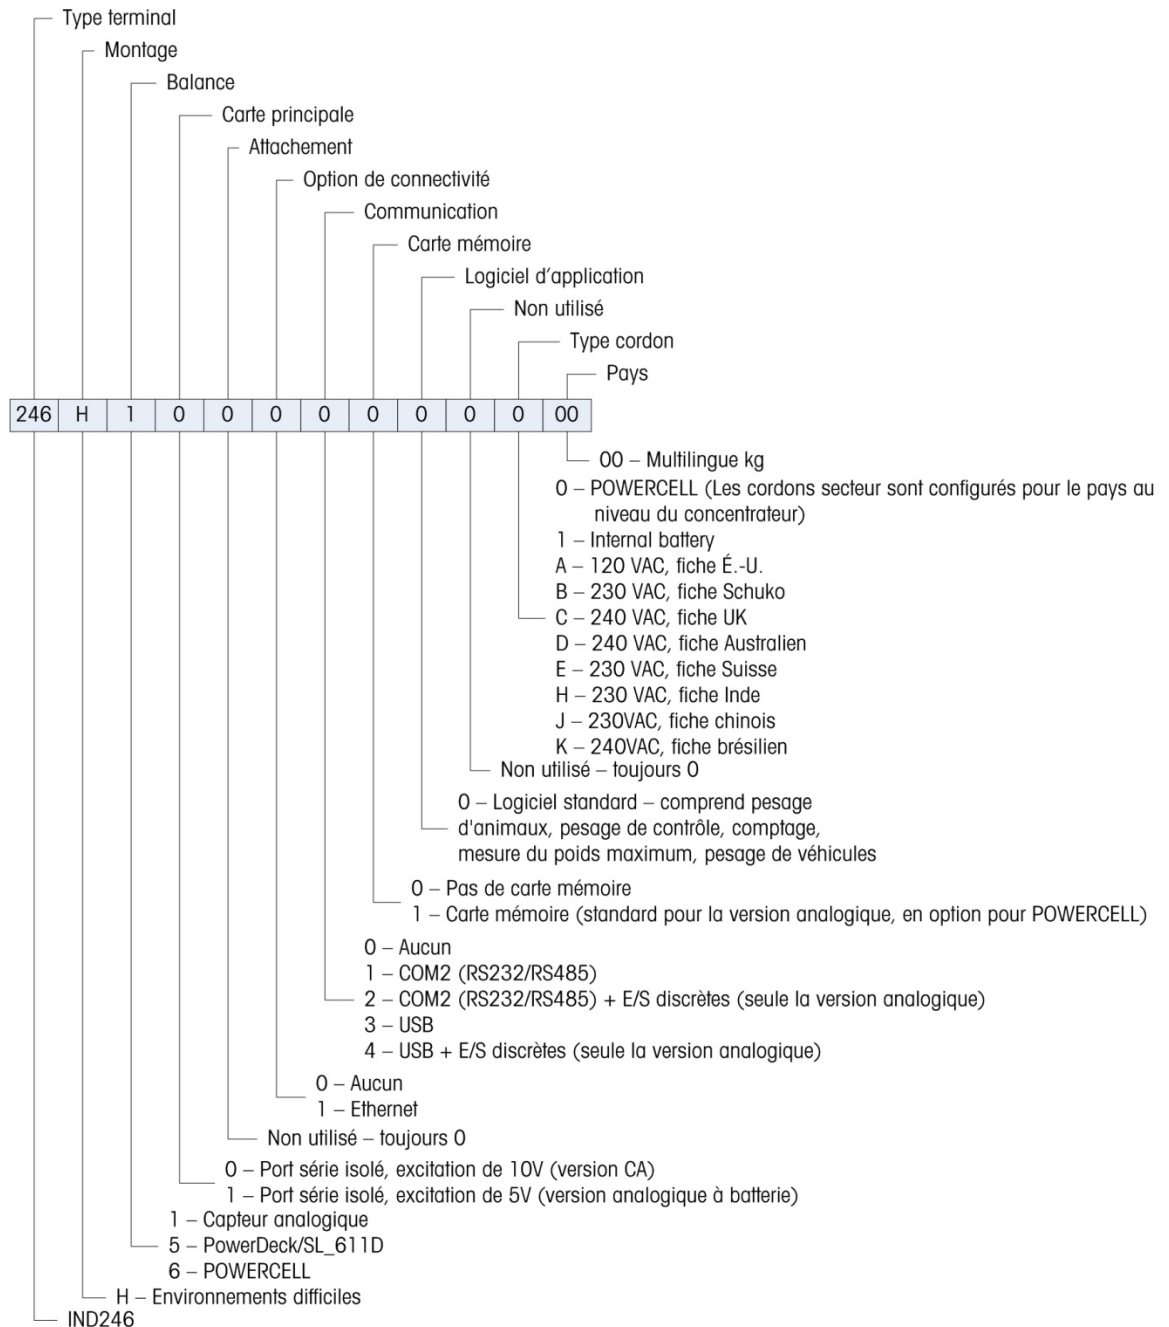 Type terminal
Montage
Balance
Carte principale
Attachement
Option de connectivité
Communication
Carte mémoire
Logiciel d'application
Non utilisé
Type cordon
Pays
246 H 1 0 0 0 0 0 0 0 0 00
00 – Multilingue kg
0 – POWERCELL (Les cordons secteur sont configurés pour le pays au
niveau du concentrateur)
1 – Internal battery
A – 120 VAC, fiche É.-U.
B – 230 VAC, fiche Schuko
C – 240 VAC, fiche UK
D – 240 VAC, fiche Australien
E – 230 VAC, fiche Suisse
H – 230 VAC, fiche Inde
J – 230VAC, fiche chinois
K – 240VAC, fiche brésilien
Non utilisé – toujours 0
0 – Logiciel standard – comprend pesage
d'animaux, pesage de contrôle, comptage,
mesure du poids maximum, pesage de véhicules
0 – Pas de carte mémoire
1 – Carte mémoire (standard pour la version analogique, en option pour POWERCELL)
0 – Aucun
1 – COM2 (RS232/RS485)
2 – COM2 (RS232/RS485) + E/S discrètes (seule la version analogique)
3 – USB
4 – USB + E/S discrètes (seule la version analogique)
0 – Aucun
1 – Ethernet
Non utilisé – toujours 0
0 – Port série isolé, excitation de 10V (version CA)
1 – Port série isolé, excitation de 5V (version analogique à batterie)
1 – Capteur analogique
5 – PowerDeck/SL_611D
6 – POWERCELL
H – Environnements difficiles
IND246